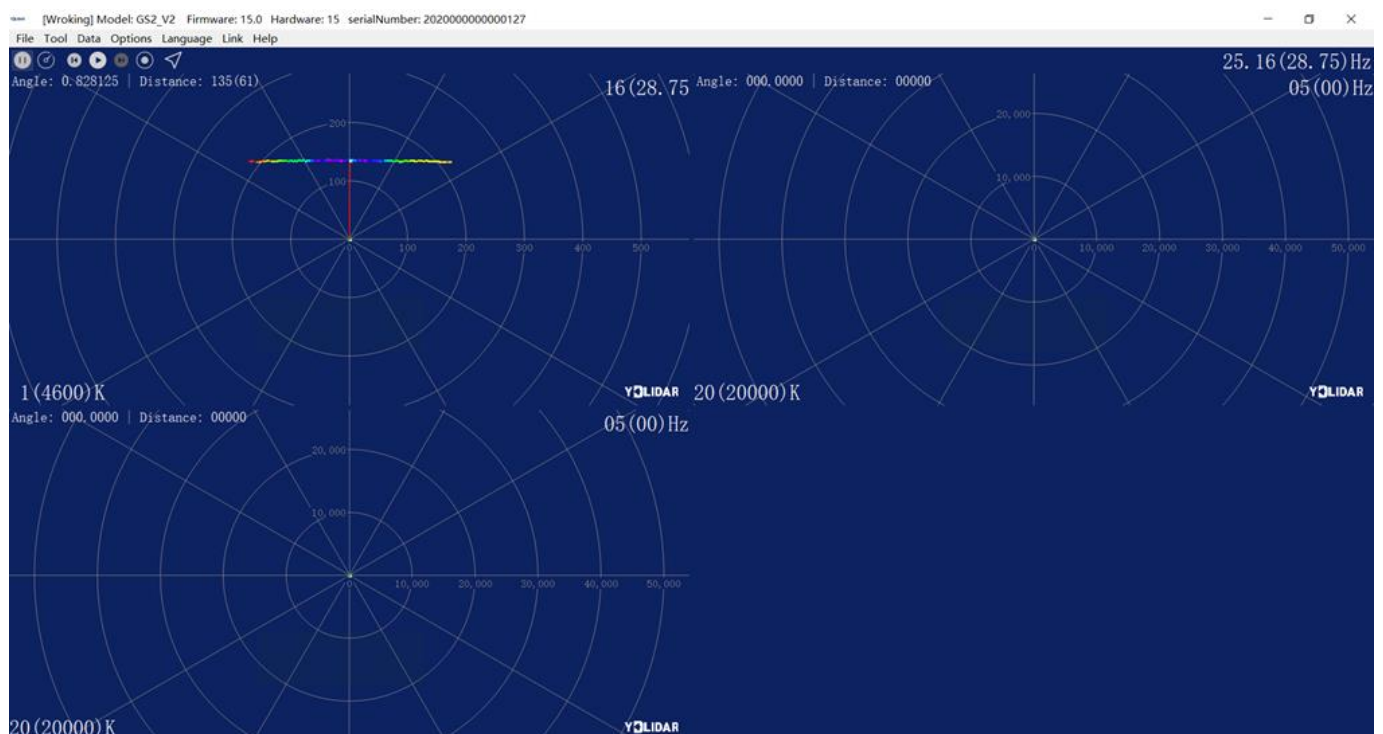 [Wroking] Model: GS2_V2 Firmware: 15.0 Hardware: 15 serialNumber: 2020000000000127
File Tool Data Options Language Link Help
25.16(28.75)Hz
Angle: 0.828125 | Distance: 135(61)
16(28.75
200
100
0 100 200 300 400 500
1(4600)K
YDLIDAR
Angle: 000.0000 | Distance: 00000
05(00)Hz
20,000
10,000
0 10,000 20,000 30,000 40,000 50,000
20(20000)K
YDLIDAR
Angle: 000.0000 | Distance: 00000
05(00)Hz
20,000
10,000
0 10,000 20,000 30,000 40,000 50,000
20(20000)K
YDLIDAR